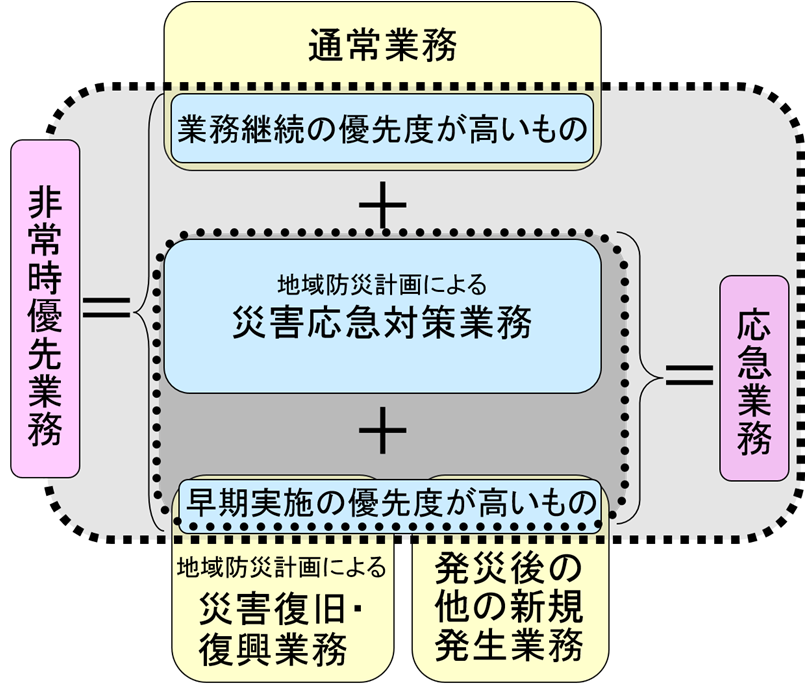 通常業務
業務継続の優先度が高いもの
+
非常時優先業務
=
地域防災計画による
災害応急対策業務
=
応急業務
+
早期実施の優先度が高いもの
地域防災計画による
災害復旧・
復興業務
発災後の
他の新規
発生業務